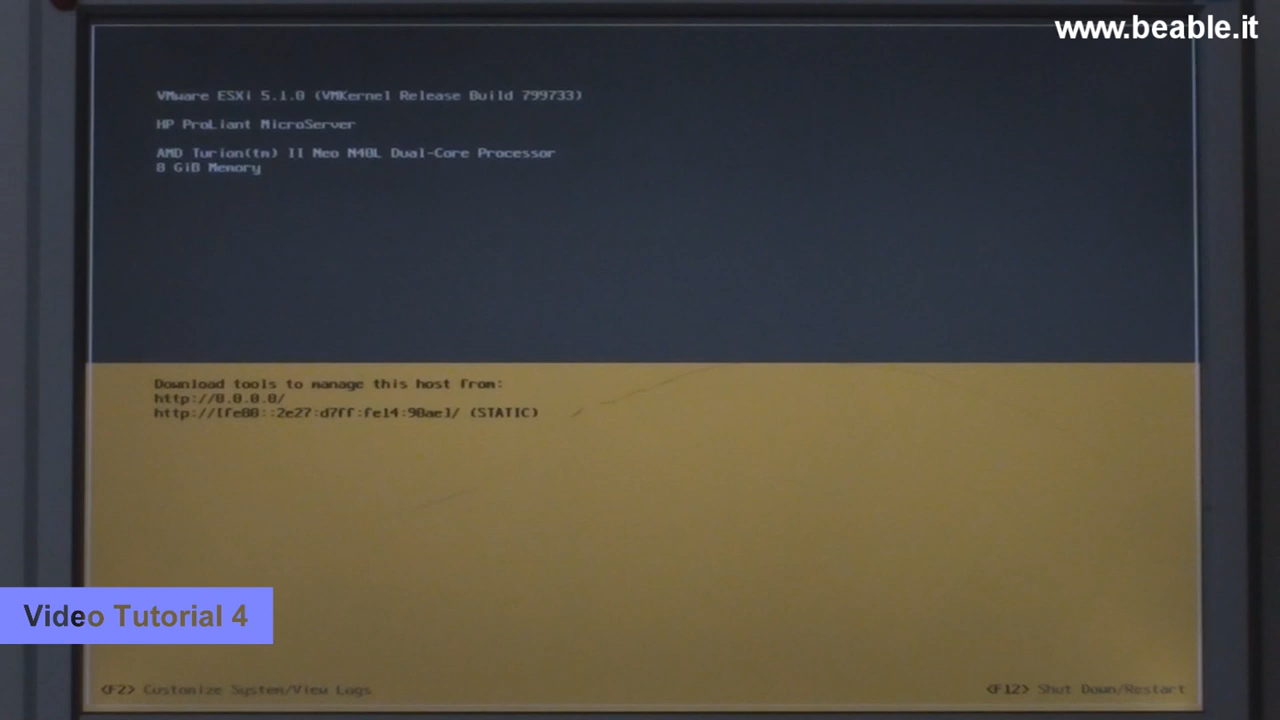 www.beable.it
VMware ESXi 5.1.0 (VMKernel Release Build 799733)
HP ProLiant MicroServer
AMD Turion(tm) II Neo N40L Dual-Core Processor
8 GiB Memory
Download tools to manage this host from:
http://0.0.0.0/
http://[fe80::2e27:d7ff:fe14:90ae]/ (STATIC)
Video Tutorial 4
<F2> Customize System/View Logs
<F12> Shut Down/Restart